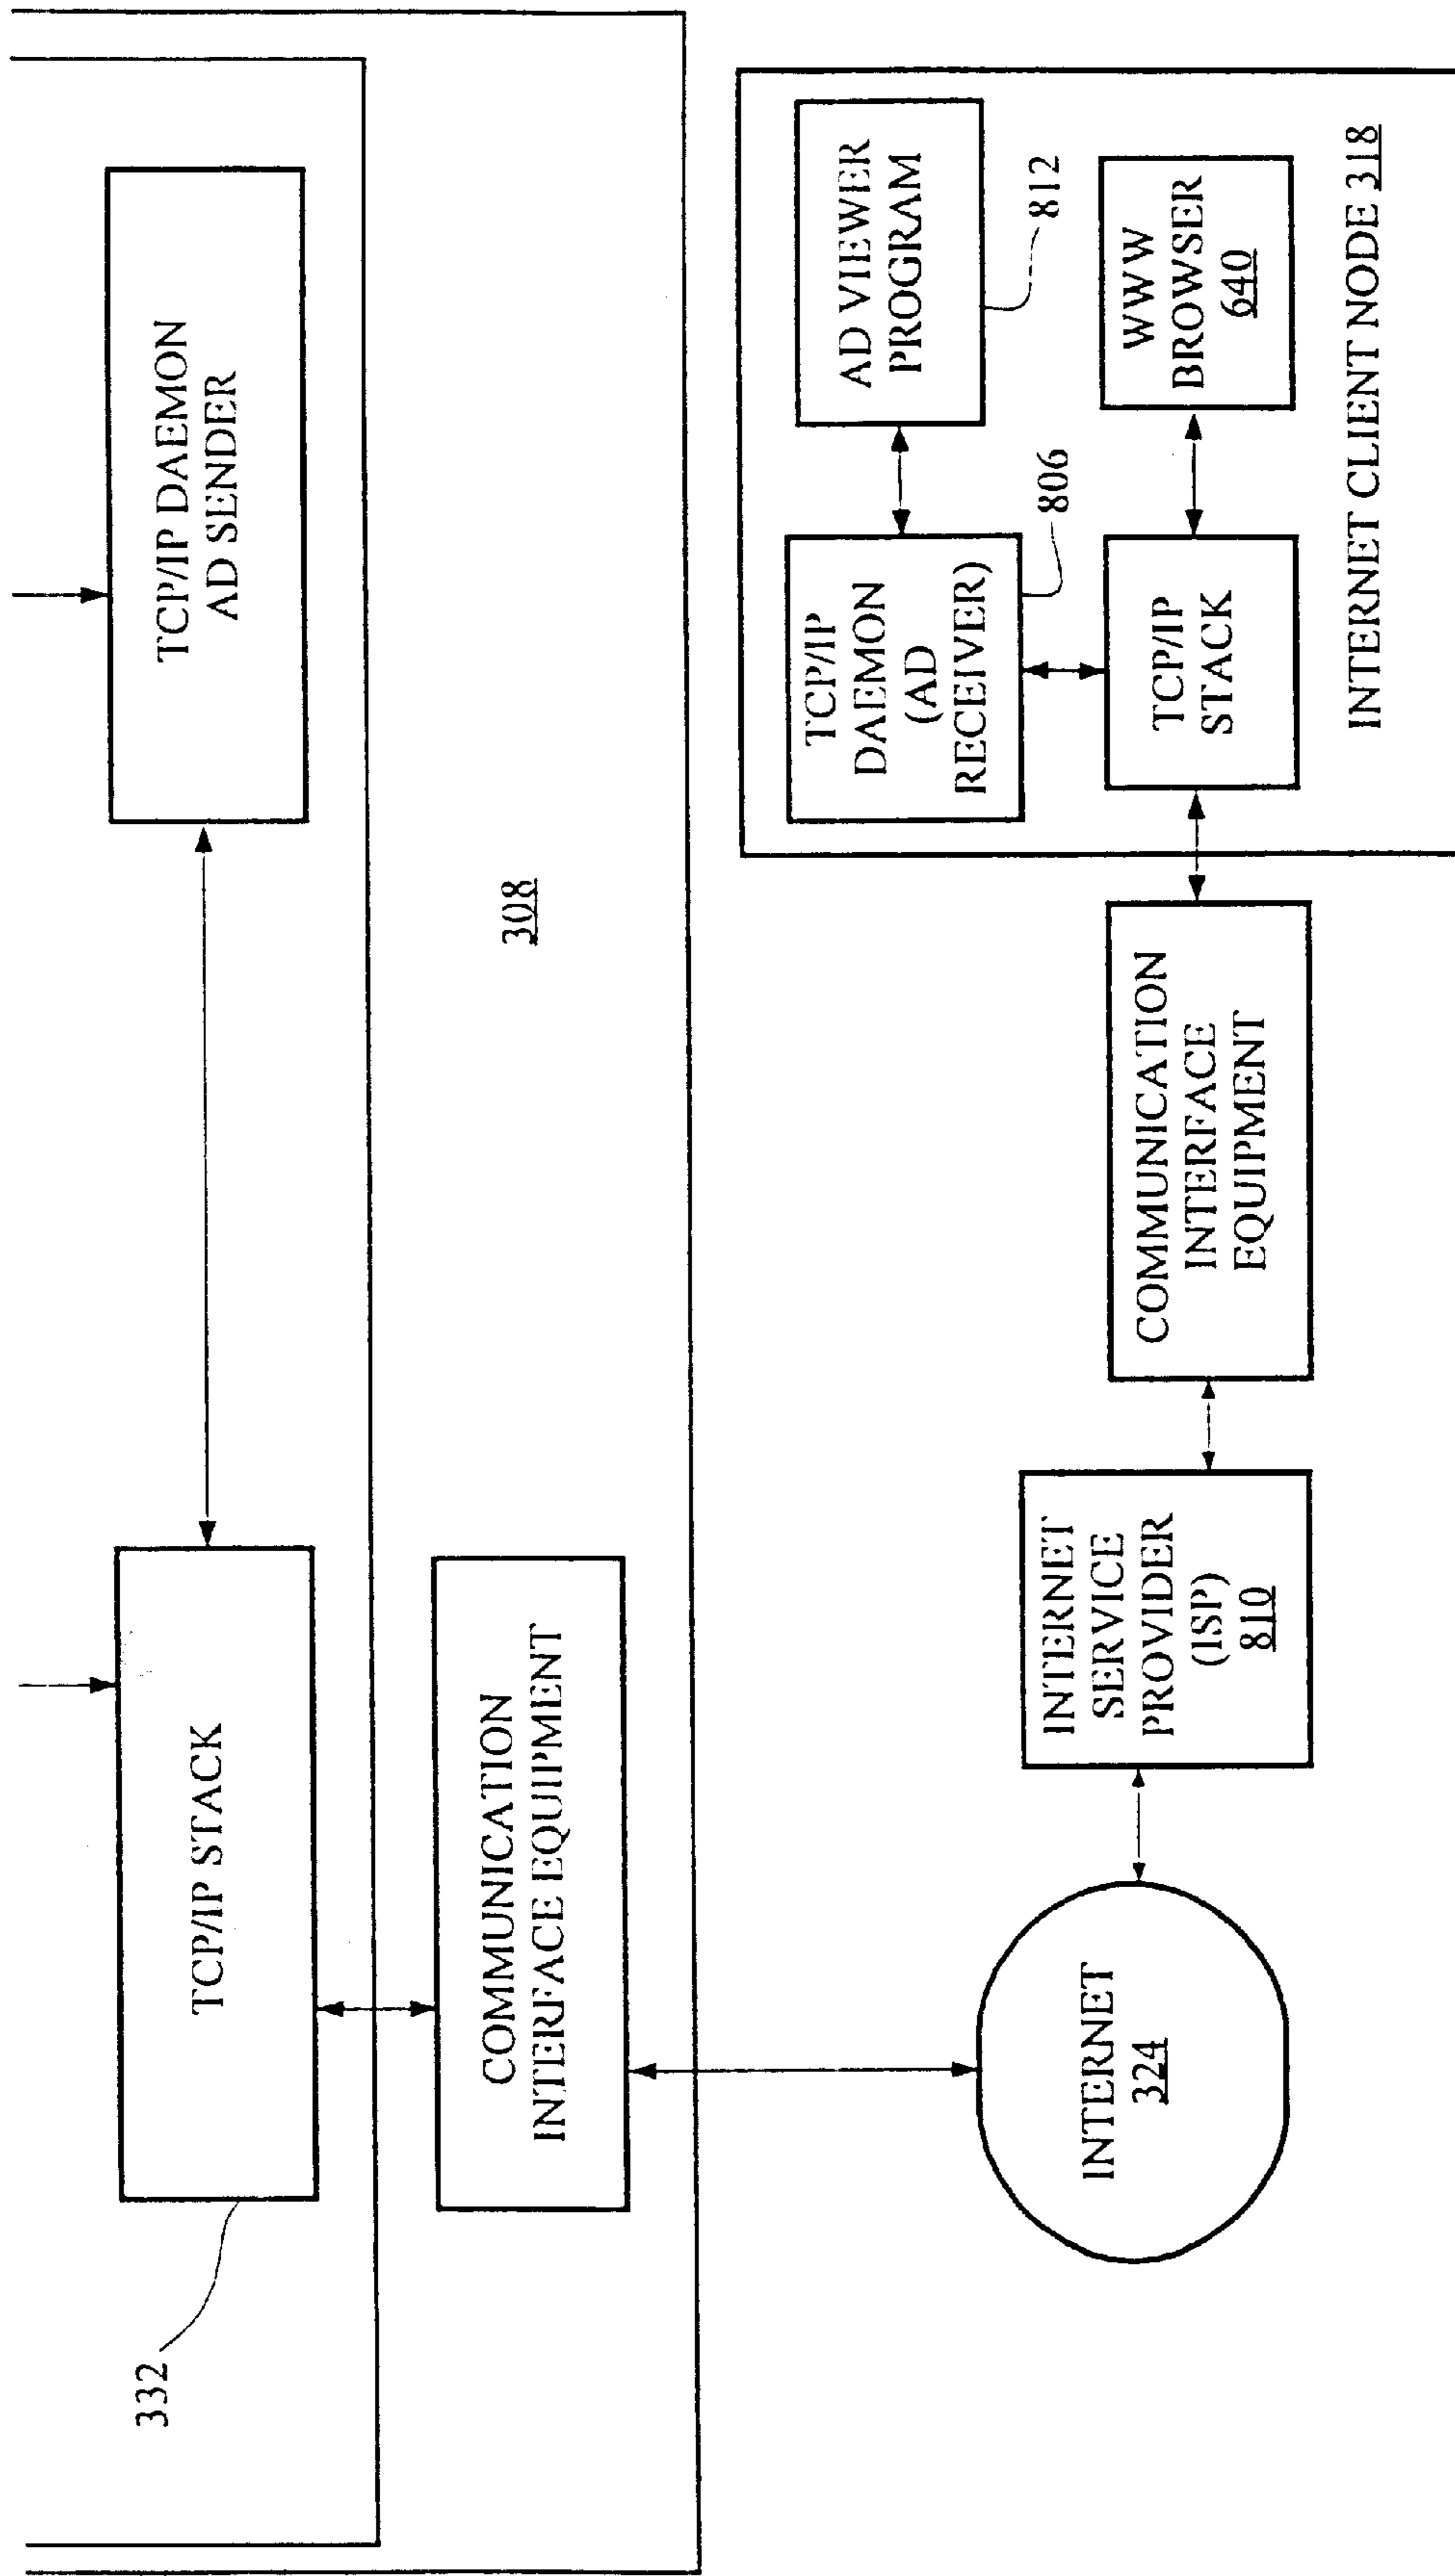 332
TCP/IP STACK
TCP/IP DAEMON
AD SENDER
COMMUNICATION
INTERFACE EQUIPMENT
308
INTERNET
324
INTERNET
SERVICE
PROVIDER
(ISP)
810
COMMUNICATION
INTERFACE
EQUIPMENT
TCP/IP
DAEMON
(AD
RECEIVER)
806
AD VIEWER
PROGRAM
812
TCP/IP
STACK
WWW
BROWSER
640
INTERNET CLIENT NODE 318